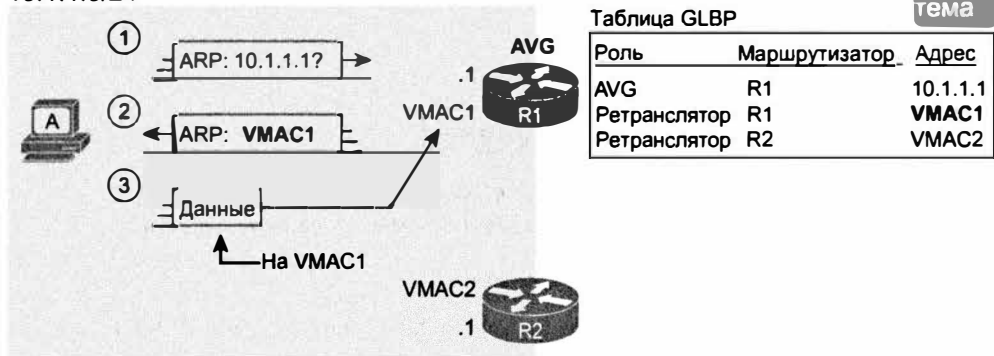 Таблица GLBP
тема
Роль Маршрутизатор Адрес
AVG R1 10.1.1.1
Ретранслятор R1 VMAC1
Ретранслятор R2 VMAC2
1
ARP: 10.1.1.1?
AVG
.1
VMAC1
R1
A
2
ARP: VMAC1
3
Данные
На VMAC1
VMAC2
.1
R2